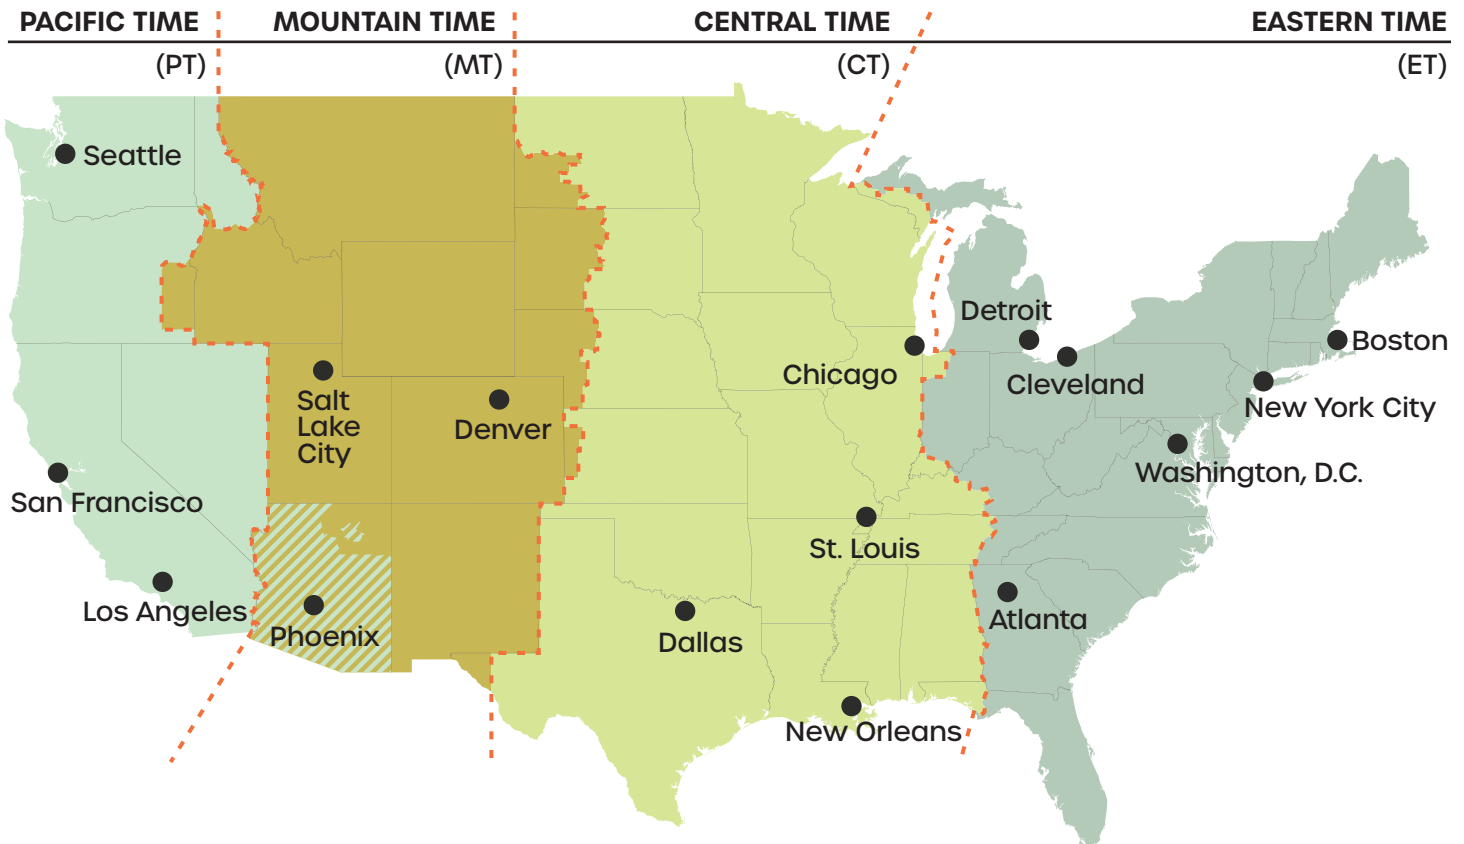 PACIFIC TIME
MOUNTAIN TIME
CENTRAL TIME
EASTERN TIME
(PT)
(MT)
(CT)
(ET)
Seattle
Detroit
Boston
Chicago
Cleveland
Salt
Lake
City
New York City
Denver
Washington, D.C.
San Francisco
St. Louis
Los Angeles
Atlanta
Phoenix
Dallas
New Orleans